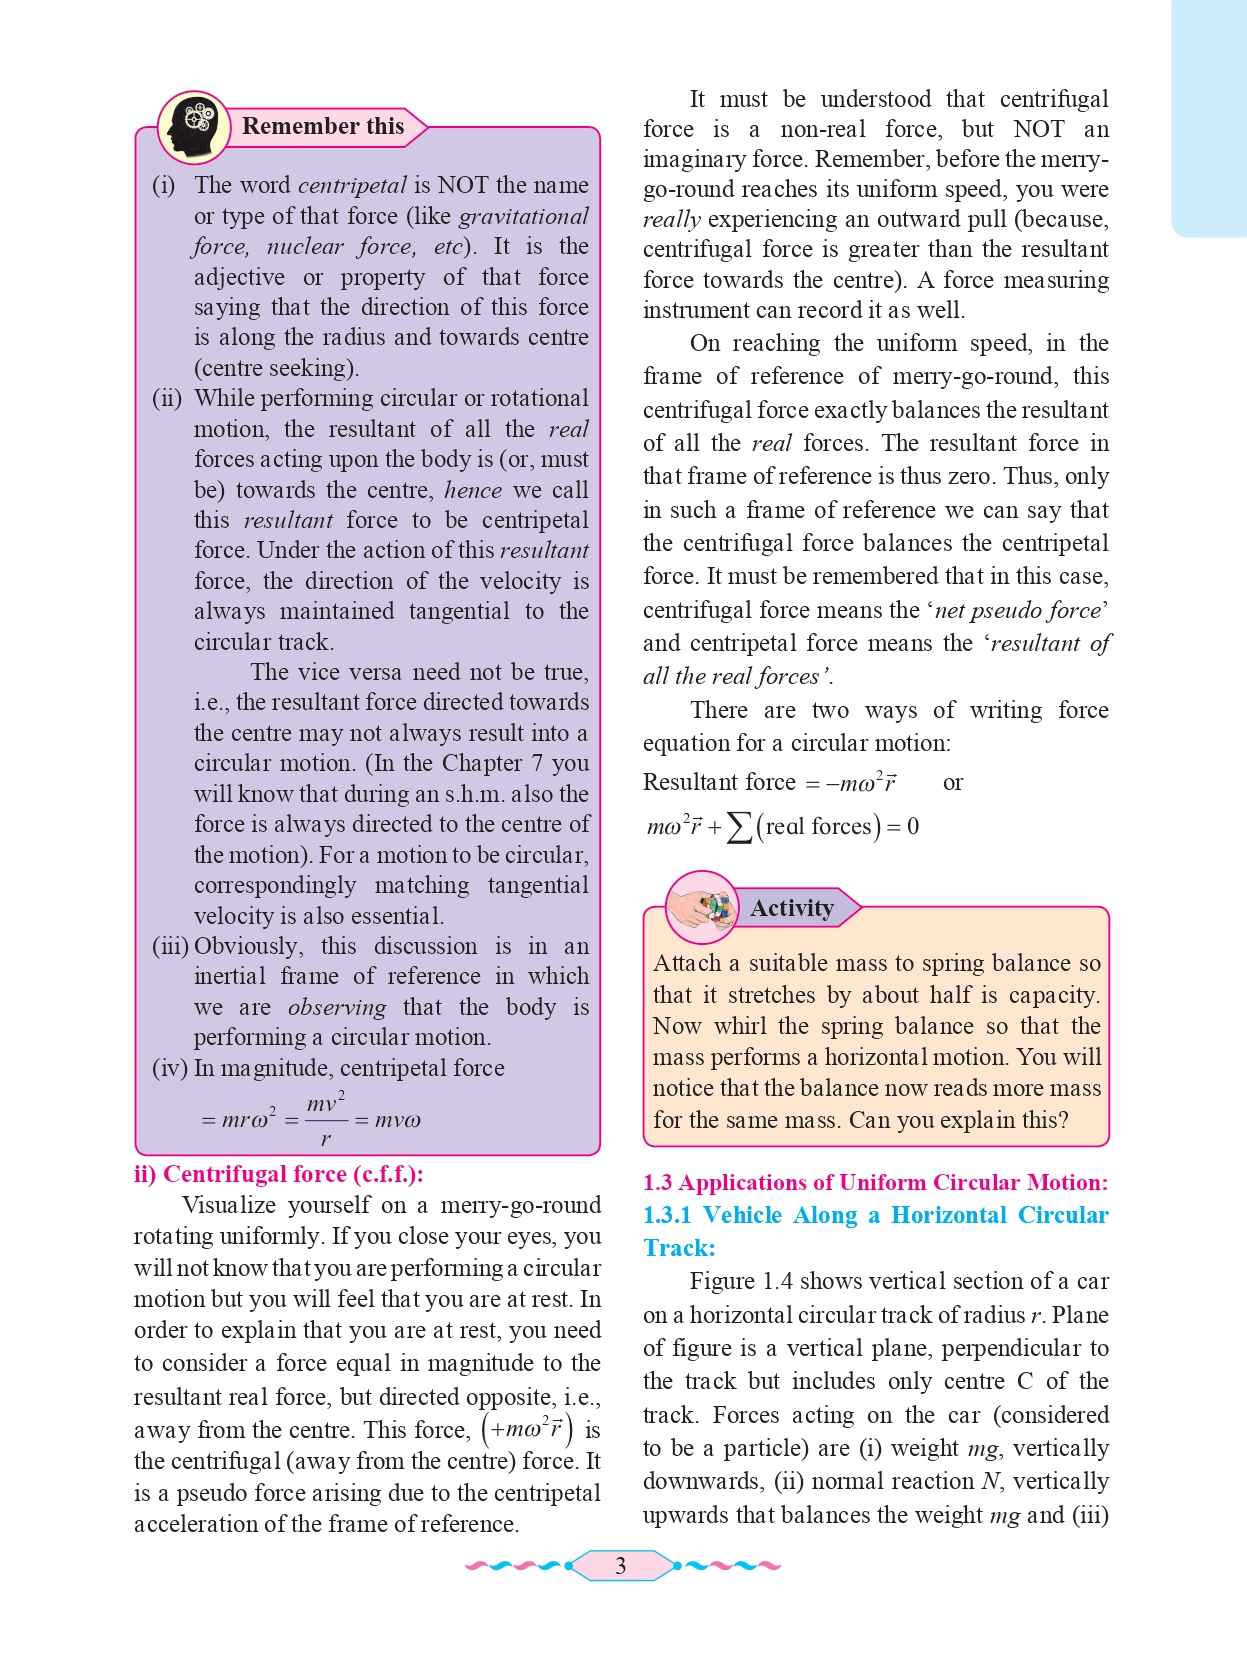 Remember this
(i) The word centripetal is NOT the name
or type of that force (like gravitational
force, nuclear force, etc). It is the
adjective or property of that force
saying that the direction of this force
is along the radius and towards centre
(centre seeking).
(ii) While performing circular or rotational
motion, the resultant of all the real
forces acting upon the body is (or, must
be) towards the centre, hence we call
this resultant force to be centripetal
force. Under the action of this resultant
force, the direction of the velocity is
always maintained tangential to the
circular track.
The vice versa need not be true,
i.e., the resultant force directed towards
the centre may not always result into a
circular motion. (In the Chapter 7 you
will know that during an s.h.m. also the
force is always directed to the centre of
the motion). For a motion to be circular,
correspondingly matching tangential
velocity is also essential.
(iii) Obviously, this discussion is in an
inertial frame of reference in which
we are observing that the body is
performing a circular motion.
(iv) In magnitude, centripetal force
= mrω² = mv²/r = mvω
ii) Centrifugal force (c.f.f.):
Visualize yourself on a merry-go-round
rotating uniformly. If you close your eyes, you
will not know that you are performing a circular
motion but you will feel that you are at rest. In
order to explain that you are at rest, you need
to consider a force equal in magnitude to the
resultant real force, but directed opposite, i.e.,
away from the centre. This force, (+mω²r⃗) is
the centrifugal (away from the centre) force. It
is a pseudo force arising due to the centripetal
acceleration of the frame of reference.
It must be understood that centrifugal
force is a non-real force, but NOT an
imaginary force. Remember, before the merry-
go-round reaches its uniform speed, you were
really experiencing an outward pull (because,
centrifugal force is greater than the resultant
force towards the centre). A force measuring
instrument can record it as well.
On reaching the uniform speed, in the
frame of reference of merry-go-round, this
centrifugal force exactly balances the resultant
of all the real forces. The resultant force in
that frame of reference is thus zero. Thus, only
in such a frame of reference we can say that
the centrifugal force balances the centripetal
force. It must be remembered that in this case,
centrifugal force means the ‘net pseudo force’
and centripetal force means the ‘resultant of
all the real forces’.
There are two ways of writing force
equation for a circular motion:
Resultant force = −mω²r⃗ or
mω²r⃗ + ∑(real forces) = 0
Activity
Attach a suitable mass to spring balance so
that it stretches by about half is capacity.
Now whirl the spring balance so that the
mass performs a horizontal motion. You will
notice that the balance now reads more mass
for the same mass. Can you explain this?
1.3 Applications of Uniform Circular Motion:
1.3.1 Vehicle Along a Horizontal Circular
Track:
Figure 1.4 shows vertical section of a car
on a horizontal circular track of radius r. Plane
of figure is a vertical plane, perpendicular to
the track but includes only centre C of the
track. Forces acting on the car (considered
to be a particle) are (i) weight mg, vertically
downwards, (ii) normal reaction N, vertically
upwards that balances the weight mg and (iii)
3